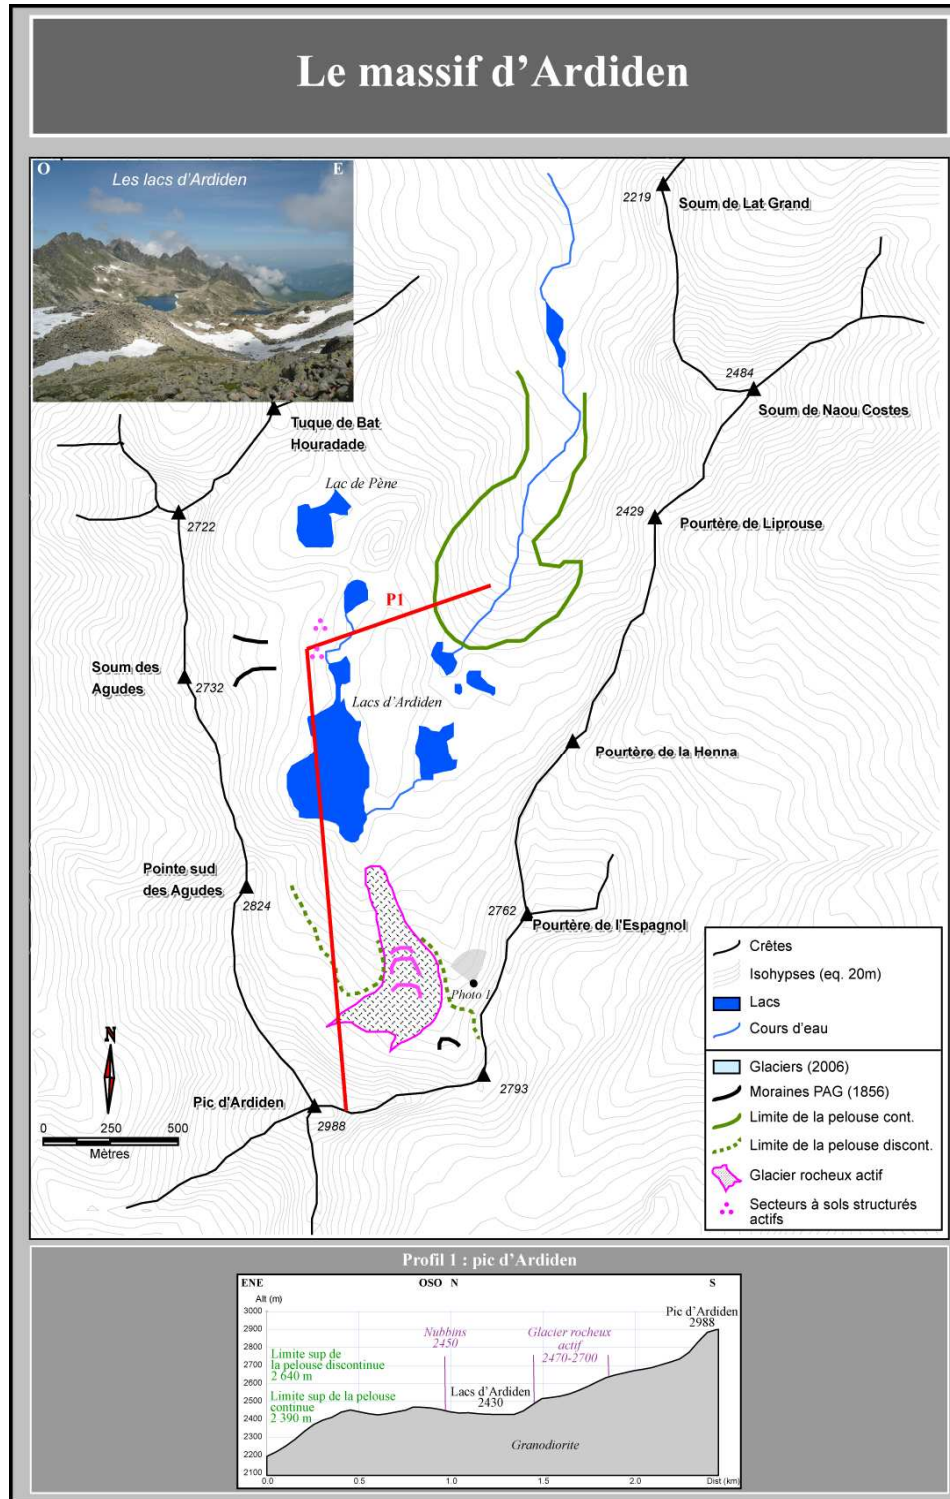 Le massif d'Ardiden
O
E
Les lacs d'Ardiden
2219
Soum de Lat Grand
2484
Soum de Naou Costes
Tuque de Bat
Houradade
Lac de Pène
2722
2429
Pourtère de Liprouse
P1
Soum des
Agudes
2732
Lacs d'Ardiden
Pourtère de la Henna
Pointe sud
des Agudes
2824
2762
Pourtère de l'Espagnol
Photo 1
N
Pic d'Ardiden
2988
2793
0 250 500
Mètres
Crêtes
Isohypses (eq. 20m)
Lacs
Cours d'eau
Glaciers (2006)
Moraines PAG (1856)
Limite de la pelouse cont.
Limite de la pelouse discont.
Glacier rocheux actif
Secteurs à sols structurés
actifs
Profil 1 : pic d'Ardiden
ENE
OSO N
S
Alt (m)
3000
2900
2800
2700
2600
2500
2400
2300
2200
2100
Pic d'Ardiden
2988
Nubbins
2450
Glacier rocheux
actif
2470-2700
Limite sup de
la pelouse discontinue
2 640 m
Limite sup de la pelouse
continue
2 390 m
Lacs d'Ardiden
2430
Granodiorite
0.0 0.5 1.0 1.5 2.0 Dist (km)